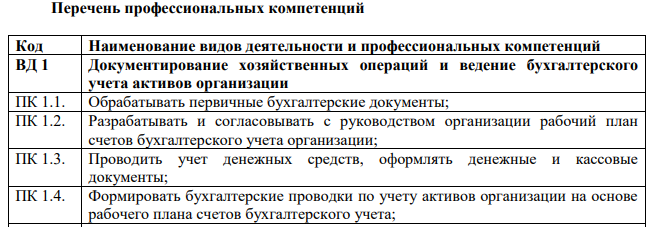 Перечень профессиональных компетенций
Код Наименование видов деятельности и профессиональных компетенций
ВД 1 Документирование хозяйственных операций и ведение бухгалтерского
учета активов организации
ПК 1.1. Обрабатывать первичные бухгалтерские документы;
ПК 1.2. Разрабатывать и согласовывать с руководством организации рабочий план
счетов бухгалтерского учета организации;
ПК 1.3. Проводить учет денежных средств, оформлять денежные и кассовые
документы;
ПК 1.4. Формировать бухгалтерские проводки по учету активов организации на основе
рабочего плана счетов бухгалтерского учета;